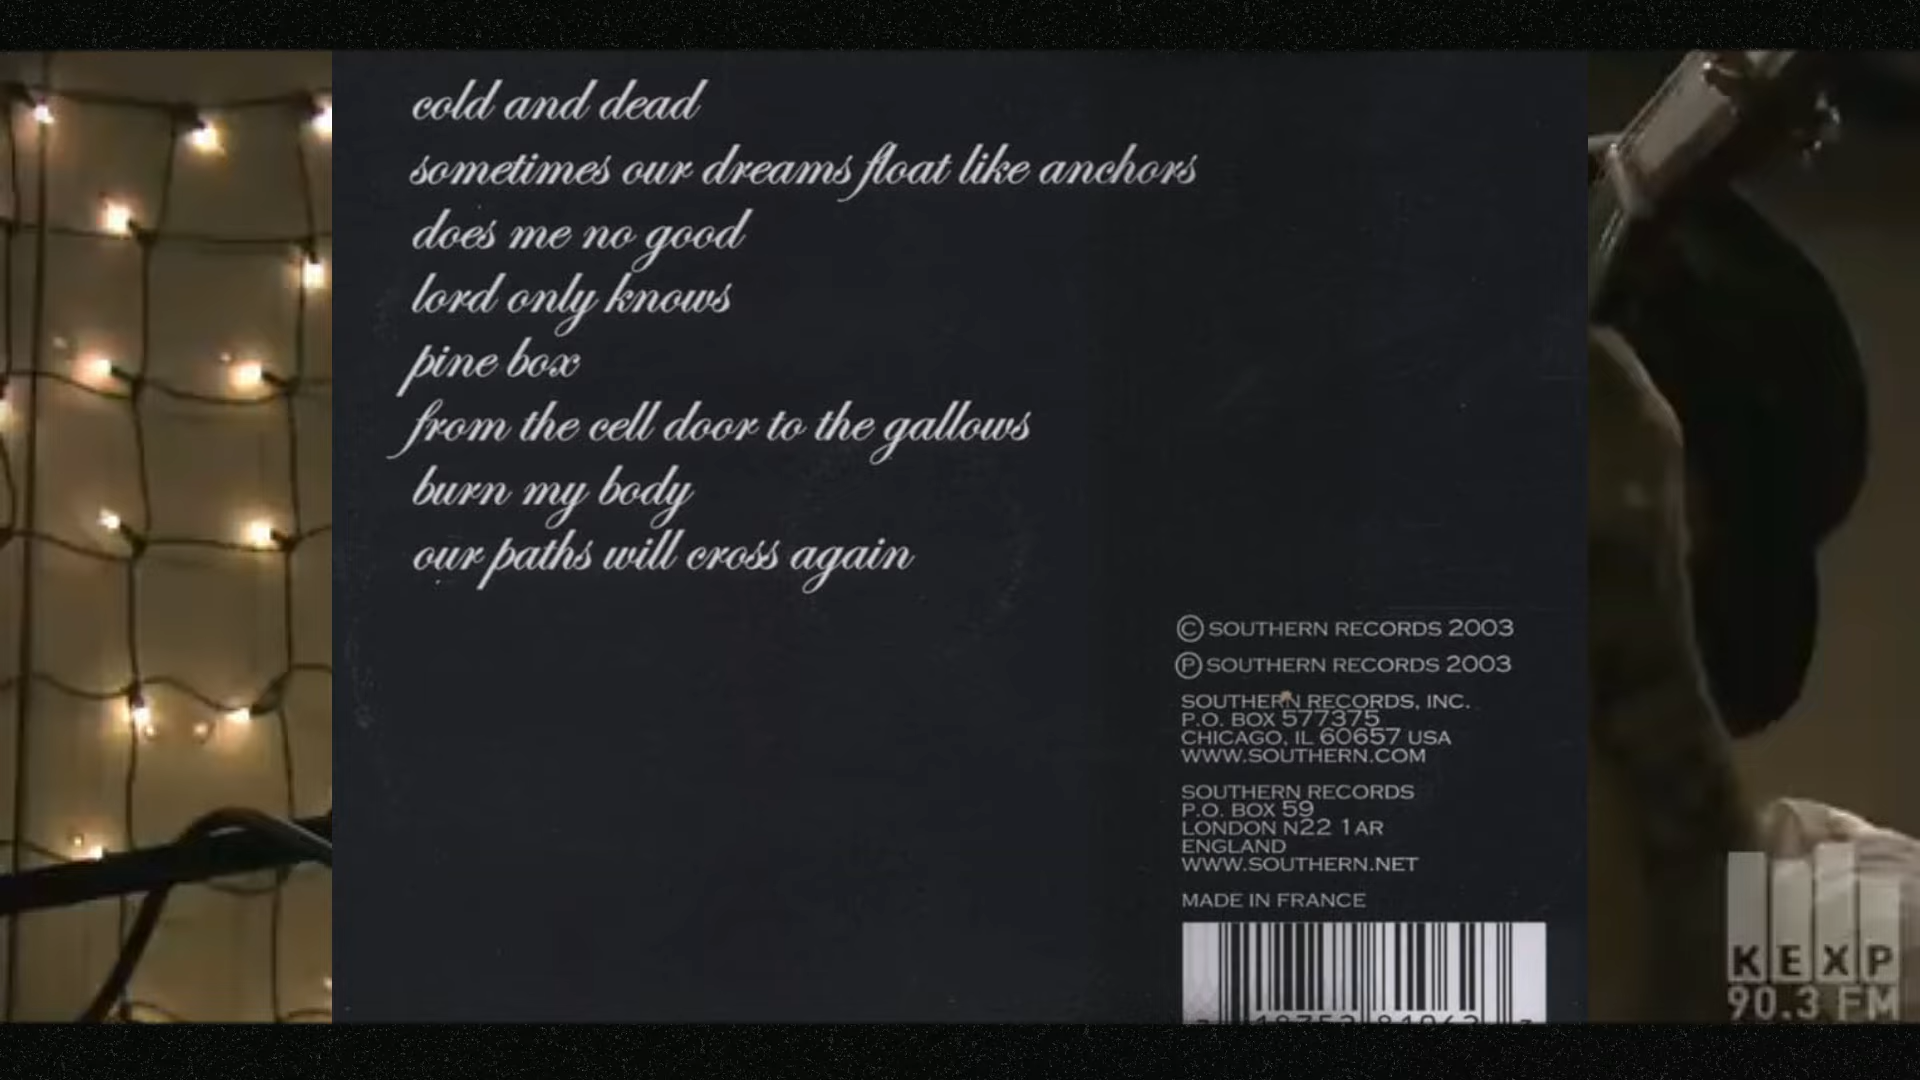 cold and dead
sometimes our dreams float like anchors
does me no good
lord only knows
pine box
from the cell door to the gallows
burn my body
our paths will cross again
Ⓒ SOUTHERN RECORDS 2003
Ⓟ SOUTHERN RECORDS 2003
SOUTHERN RECORDS, INC.
P.O. BOX 577375
CHICAGO, IL 60657 USA
WWW.SOUTHERN.COM
SOUTHERN RECORDS
P.O. BOX 59
LONDON N22 1AR
ENGLAND
WWW.SOUTHERN.NET
MADE IN FRANCE
KEXP
90.3 FM